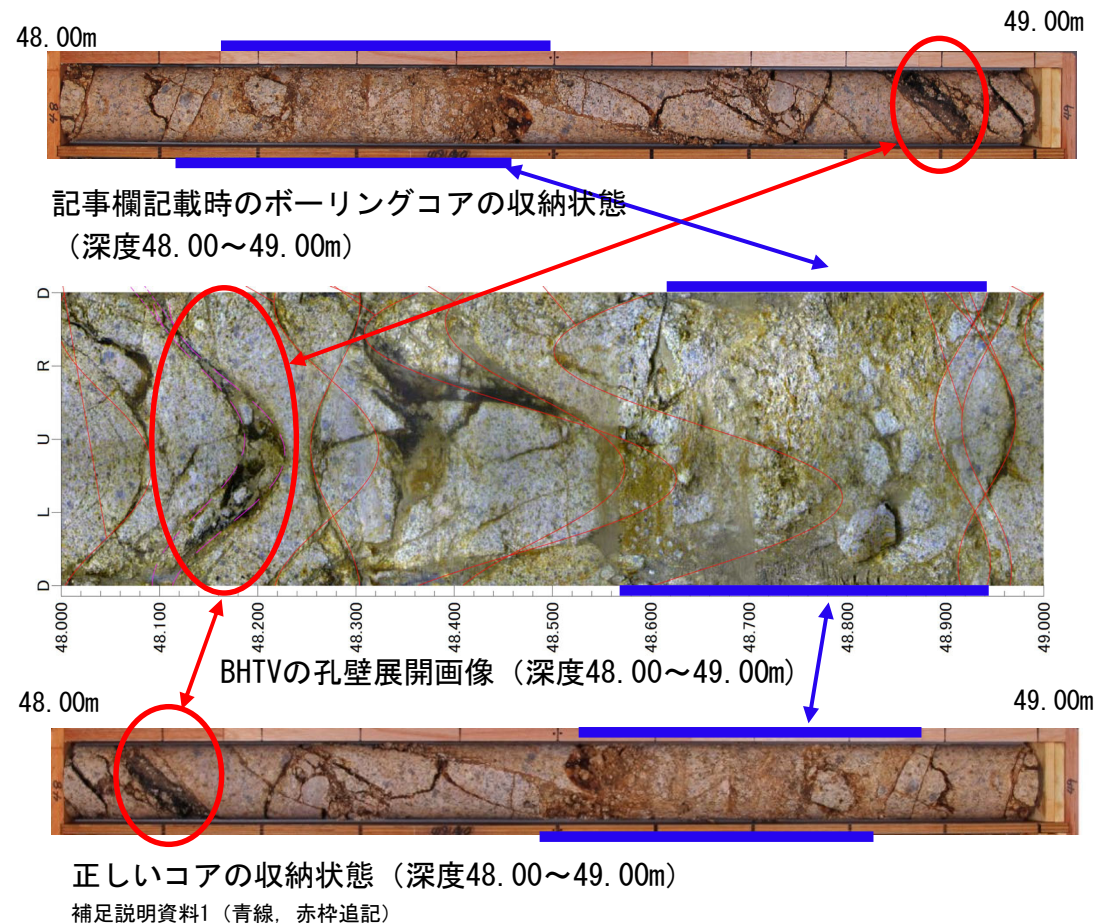 48.00m
49.00m
記事欄記載時のボーリングコアの収納状態
（深度48.00～49.00m）
D
R
U
L
D
48.000
48.100
48.200
48.300
48.400
48.500
48.600
48.700
48.800
48.900
49.000
BHTVの孔壁展開画像（深度48.00～49.00m）
48.00m
49.00m
正しいコアの収納状態（深度48.00～49.00m）
補足説明資料1（青線，赤枠追記）